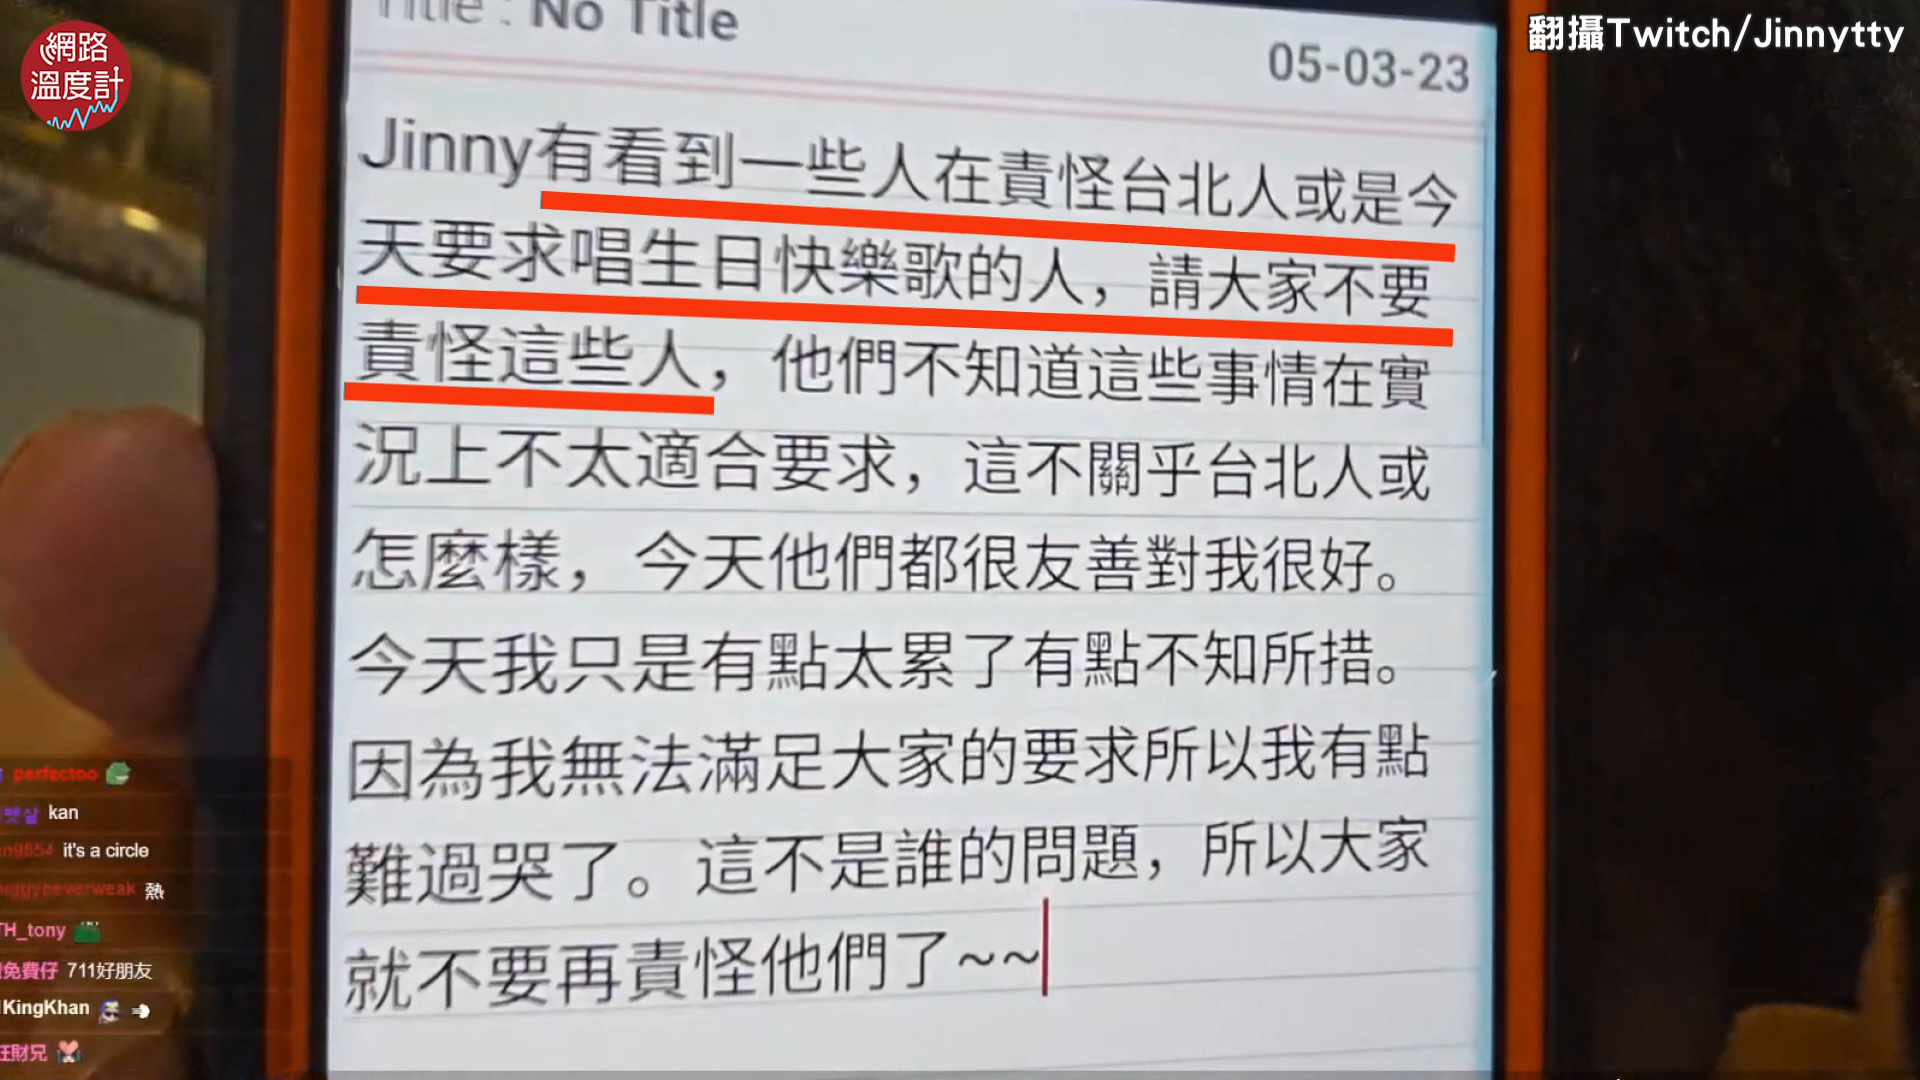 網路
溫度計
翻攝Twitch/Jinnytty
Title : No Title
05-03-23
Jinny有看到一些人在責怪台北人或是今
天要求唱生日快樂歌的人，請大家不要
責怪這些人，他們不知道這些事情在實
況上不太適合要求，這不關乎台北人或
怎麼樣，今天他們都很友善對我很好。
今天我只是有點太累了有點不知所措。
因為我無法滿足大家的要求所以我有點
難過哭了。這不是誰的問題，所以大家
就不要再責怪他們了~~
perfectoo
kan
it's a circle
熱
TH_tony
免費仔 711好朋友
KingKhan
旺財兄